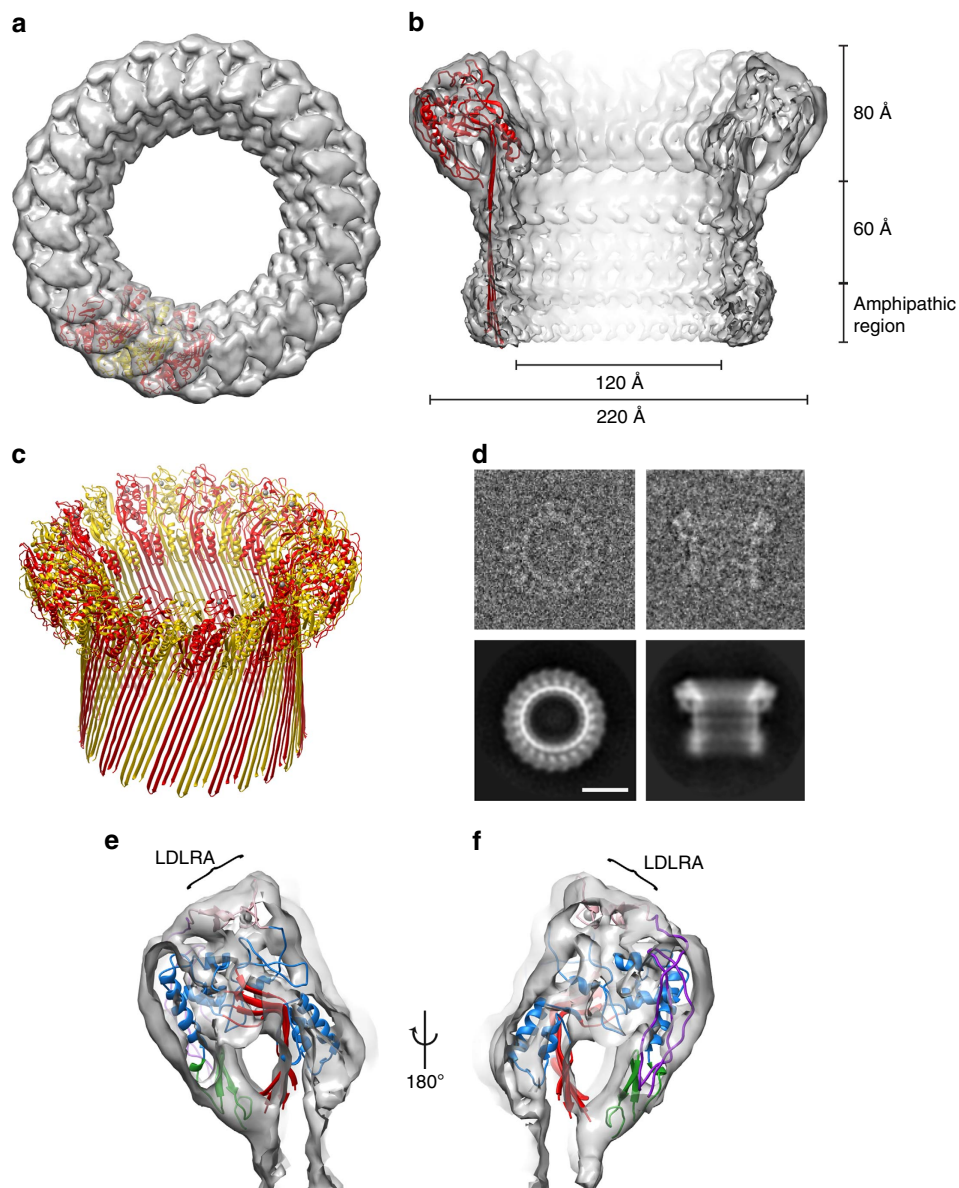 a
b
80 Å
60 Å
Amphipathic
region
120 Å
220 Å
c
d
e
f
LDLRA
LDLRA
180°